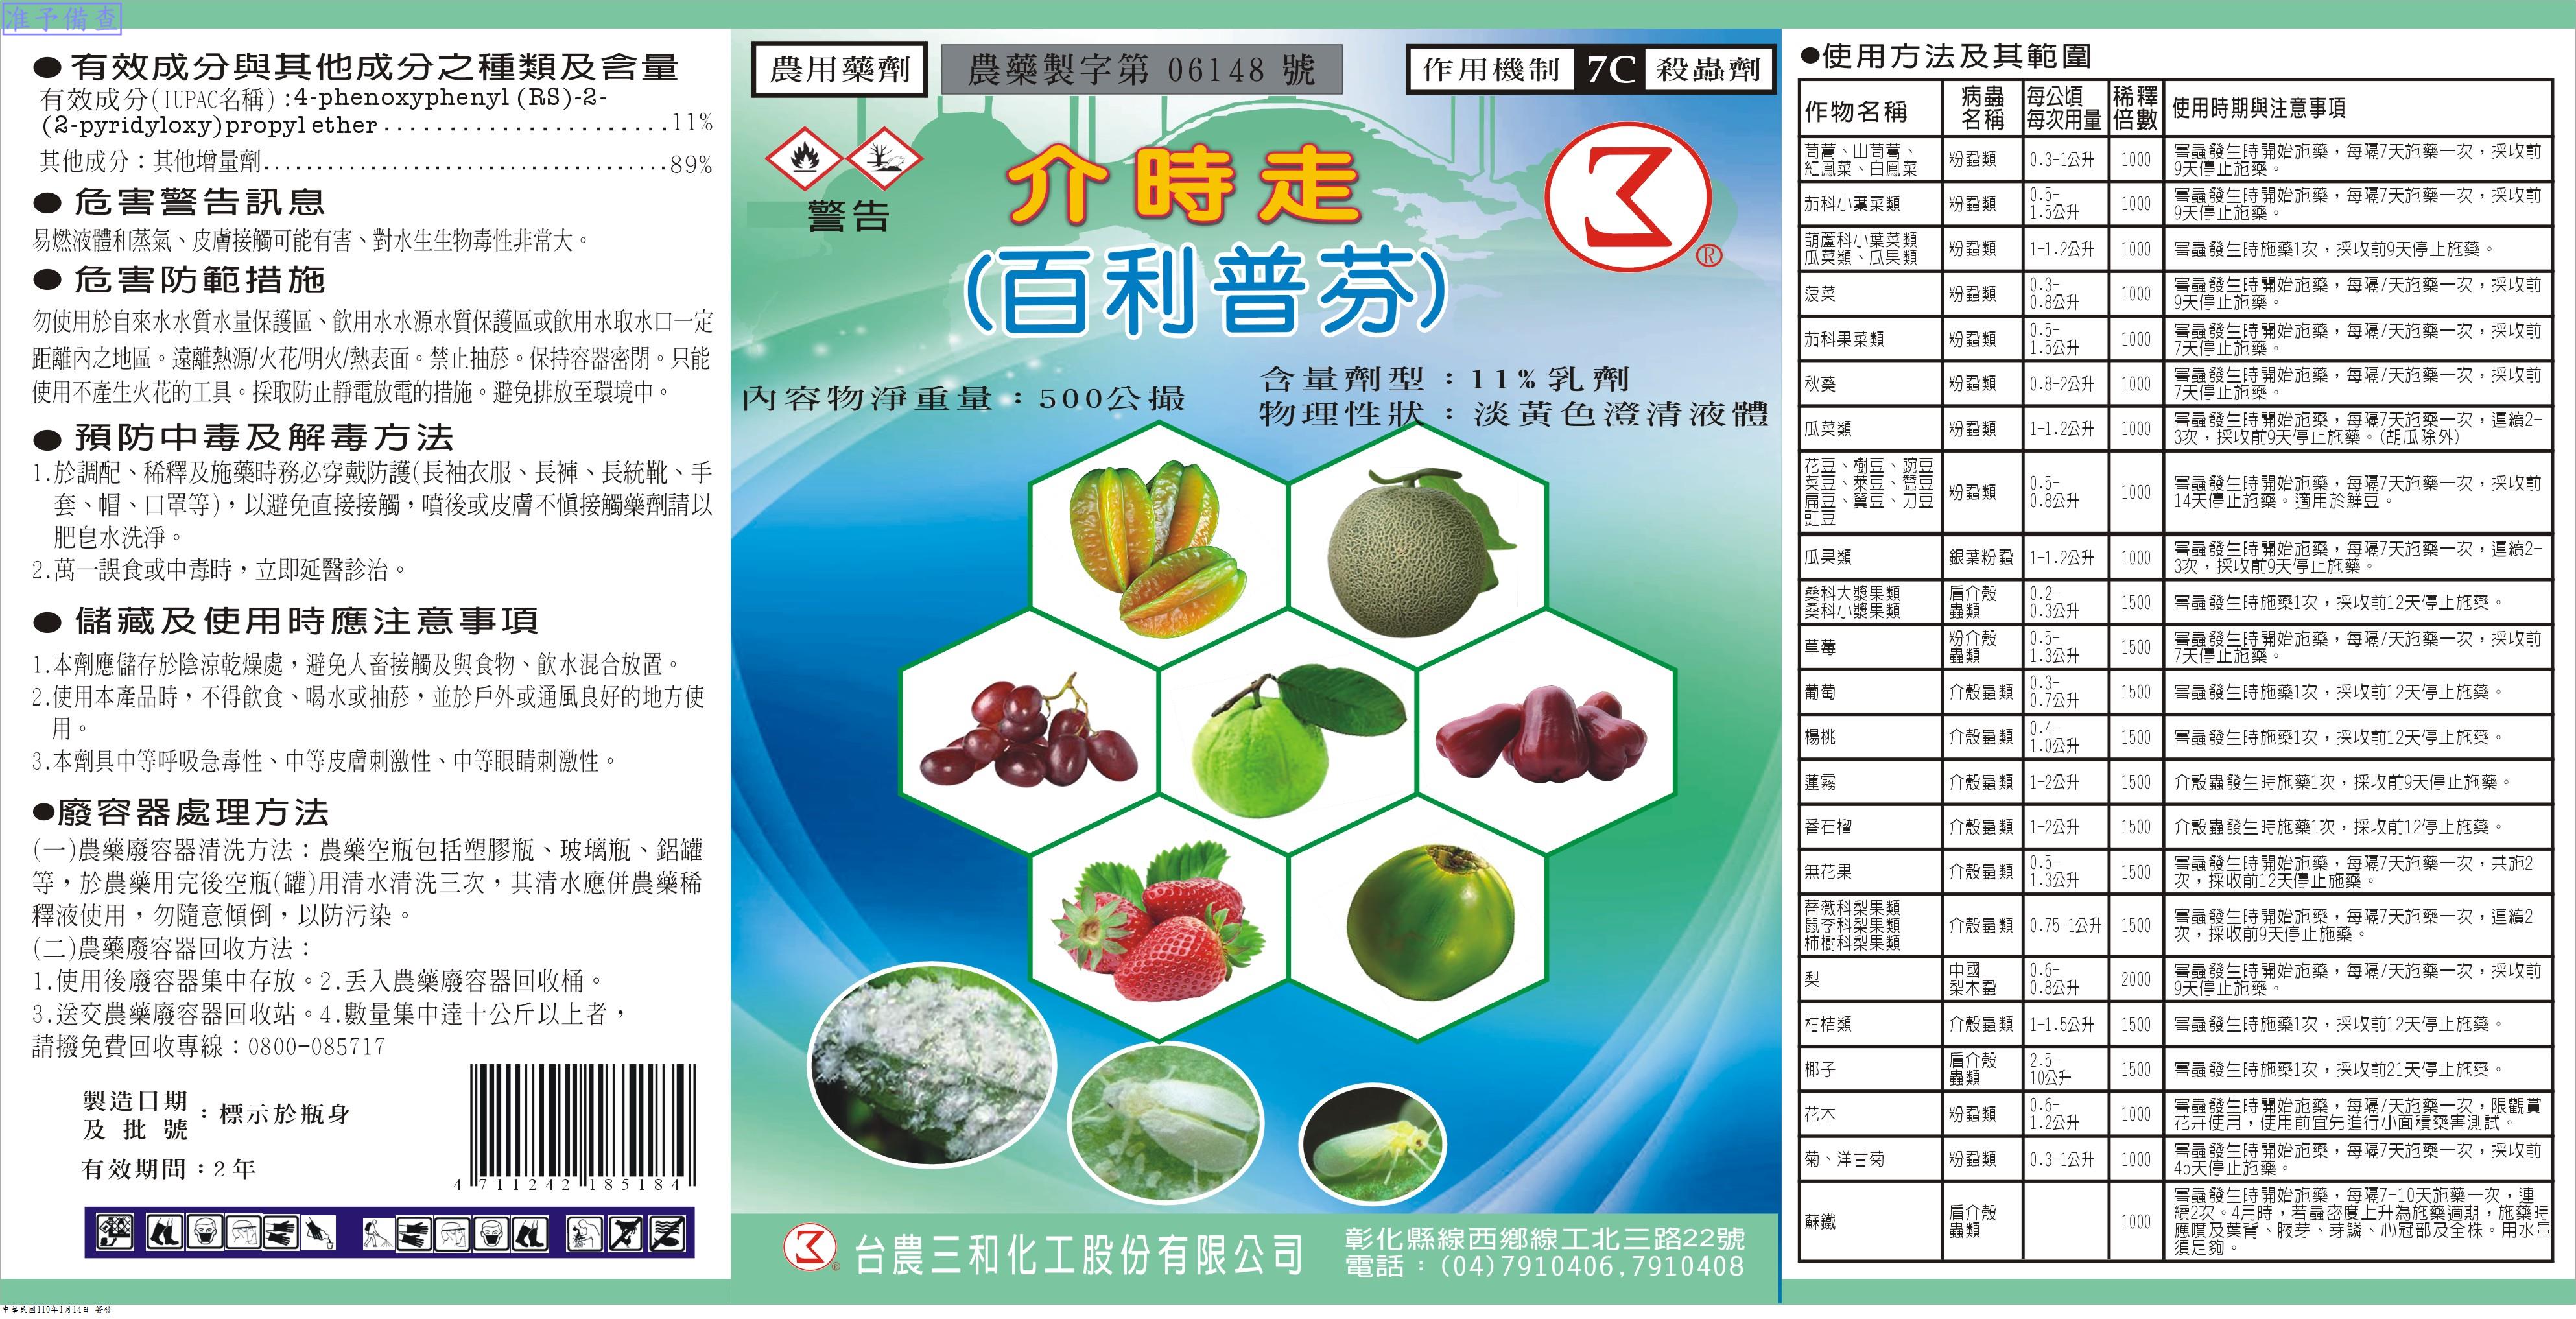 准予備查
● 有效成分與其他成分之種類及含量
有效成分(IUPAC名稱):4-phenoxyphenyl (RS)-2-
(2-pyridyloxy)propyl ether......................11%
其他成分：其他增量劑......................................89%
● 危害警告訊息
易燃液體和蒸氣、皮膚接觸可能有害、對水生生物毒性非常大。
● 危害防範措施
勿使用於自來水水質水量保護區、飲用水水源水質保護區或飲用水取水口一定
距離內之地區。遠離熱源/火花/明火/熱表面。禁止抽菸。保持容器密閉。只能
使用不產生火花的工具。採取防止靜電放電的措施。避免排放至環境中。
● 預防中毒及解毒方法
1.於調配、稀釋及施藥時務必穿戴防護(長袖衣服、長褲、長統靴、手
套、帽、口罩等)，以避免直接接觸，噴後或皮膚不慎接觸藥劑請以
肥皂水洗淨。
2.萬一誤食或中毒時，立即延醫診治。
● 儲藏及使用時應注意事項
1.本劑應儲存於陰涼乾燥處，避免人畜接觸及與食物、飲水混合放置。
2.使用本產品時，不得飲食、喝水或抽菸，並於戶外或通風良好的地方使
用。
3.本劑具中等呼吸急毒性、中等皮膚刺激性、中等眼睛刺激性。
●廢容器處理方法
(一)農藥廢容器清洗方法：農藥空瓶包括塑膠瓶、玻璃瓶、鋁罐
等，於農藥用完後空瓶(罐)用清水清洗三次，其清水應併農藥稀
釋液使用，勿隨意傾倒，以防污染。
(二)農藥廢容器回收方法：
1.使用後廢容器集中存放。2.丟入農藥廢容器回收桶。
3.送交農藥廢容器回收站。4.數量集中達十公斤以上者，
請撥免費回收專線：0800-085717
製造日期
及批號：標示於瓶身
有效期間：2年
4 711242 185184
農用藥劑 農藥製字第 06148 號 作用機制 7C 殺蟲劑
警告
介時走
(百利普芬)
®
內容物淨重量：500公撮
含量劑型：11%乳劑
物理性狀：淡黃色澄清液體
® 台農三和化工股份有限公司
彰化縣線西鄉線工北三路22號
電話：(04)7910406,7910408
●使用方法及其範圍
作物名稱 病蟲名稱 每公頃每次用量 稀釋倍數 使用時期與注意事項
茼蒿、山茼蒿、 粉蝨類 0.3-1公升 1000 害蟲發生時開始施藥，每隔7天施藥一次，採收前
紅鳳菜、白鳳菜 9天停止施藥。
茄科小葉菜類 粉蝨類 0.5-1.5公升 1000 害蟲發生時開始施藥，每隔7天施藥一次，採收前
9天停止施藥。
葫蘆科小葉菜類 粉蝨類 1-1.2公升 1000 害蟲發生時施藥1次，採收前9天停止施藥。
瓜菜類、瓜果類
菠菜 粉蝨類 0.3-0.8公升 1000 害蟲發生時開始施藥，每隔7天施藥一次，採收前
9天停止施藥。
茄科果菜類 粉蝨類 0.5-1.5公升 1000 害蟲發生時開始施藥，每隔7天施藥一次，採收前
7天停止施藥。
秋葵 粉蝨類 0.8-2公升 1000 害蟲發生時開始施藥，每隔7天施藥一次，採收前
7天停止施藥。
瓜菜類 粉蝨類 1-1.2公升 1000 害蟲發生時開始施藥，每隔7天施藥一次，連續2-
3次，採收前9天停止施藥。(胡瓜除外)
花豆、樹豆、豌豆
菜豆、萊豆、蠶豆 粉蝨類 0.5-0.8公升 1000 害蟲發生時開始施藥，每隔7天施藥一次，採收前
扁豆、翼豆、刀豆 14天停止施藥。適用於鮮豆。
豇豆
瓜果類 銀葉粉蝨 1-1.2公升 1000 害蟲發生時開始施藥，每隔7天施藥一次，連續2-
3次，採收前9天停止施藥。
桑科大漿果類 盾介殼蟲類 0.2-0.3公升 1500 害蟲發生時施藥1次，採收前12天停止施藥。
桑科小漿果類
草莓 粉介殼蟲類 0.5-1.3公升 1500 害蟲發生時開始施藥，每隔7天施藥一次，採收前
7天停止施藥。
葡萄 介殼蟲類 0.3-0.7公升 1500 害蟲發生時施藥1次，採收前12天停止施藥。
楊桃 介殼蟲類 0.4-1.0公升 1500 害蟲發生時施藥1次，採收前12天停止施藥。
蓮霧 介殼蟲類 1-2公升 1500 介殼蟲發生時施藥1次，採收前9天停止施藥。
番石榴 介殼蟲類 1-2公升 1500 介殼蟲發生時施藥1次，採收前12停止施藥。
無花果 介殼蟲類 0.5-1.3公升 1500 害蟲發生時開始施藥，每隔7天施藥一次，共施2
次，採收前12天停止施藥。
薔薇科梨果類
鼠李科梨果類 介殼蟲類 0.75-1公升 1500 害蟲發生時開始施藥，每隔7天施藥一次，連續2
柿樹科梨果類 次，採收前9天停止施藥。
梨 中國梨木蝨 0.6-0.8公升 2000 害蟲發生時開始施藥，每隔7天施藥一次，採收前
9天停止施藥。
柑桔類 介殼蟲類 1-1.5公升 1500 害蟲發生時施藥1次，採收前12天停止施藥。
椰子 盾介殼蟲類 2.5-10公升 1500 害蟲發生時施藥1次，採收前21天停止施藥。
花木 粉蝨類 0.6-1.2公升 1000 害蟲發生時開始施藥，每隔7天施藥一次，限觀賞
花卉使用，使用前宜先進行小面積藥害測試。
菊、洋甘菊 粉蝨類 0.3-1公升 1000 害蟲發生時開始施藥，每隔7天施藥一次，採收前
45天停止施藥。
蘇鐵 盾介殼蟲類 1000 害蟲發生時開始施藥，每隔7-10天施藥一次，連
續2次。4月時，若蟲密度上升為施藥適期，施藥時
應噴及葉背、腋芽、芽鱗、心冠部及全株。用水量
須足夠。
中華民國110年1月14日 簽發